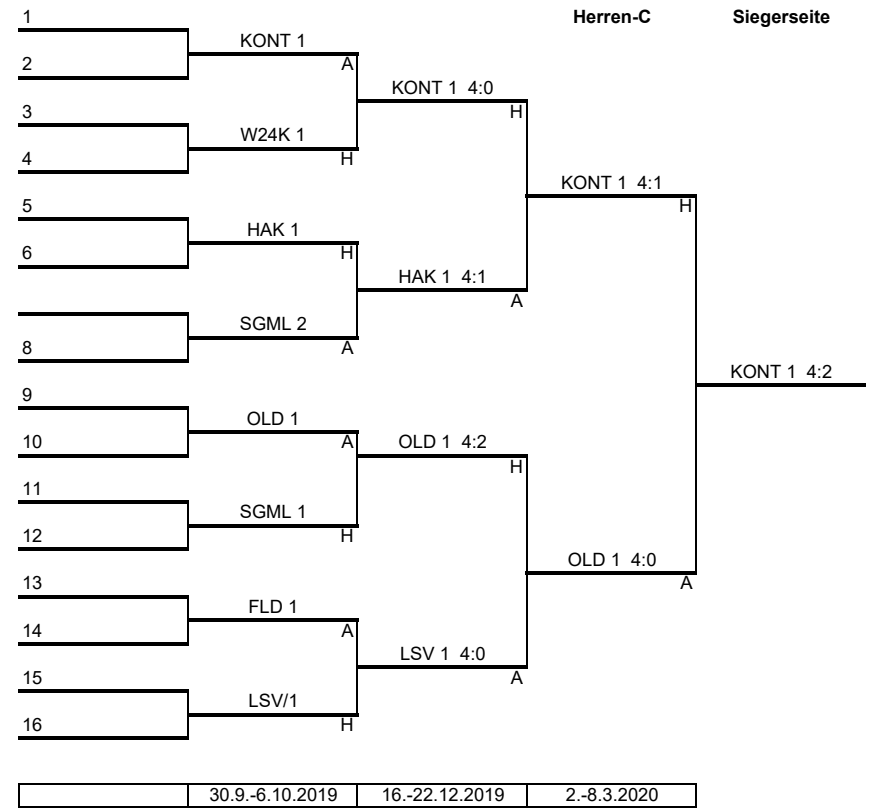 1
Herren-C Siegerseite
KONT 1
2 A
KONT 1 4:0
3 H
W24K 1
4 H
KONT 1 4:1
5 H
HAK 1
6 H
HAK 1 4:1
A
SGML 2
8 A
KONT 1 4:2
9
OLD 1
10 A OLD 1 4:2
H
11
SGML 1
12 H
OLD 1 4:0
13 A
FLD 1
14 A
LSV 1 4:0
15 A
LSV/1
16 H
30.9.-6.10.2019 16.-22.12.2019 2.-8.3.2020